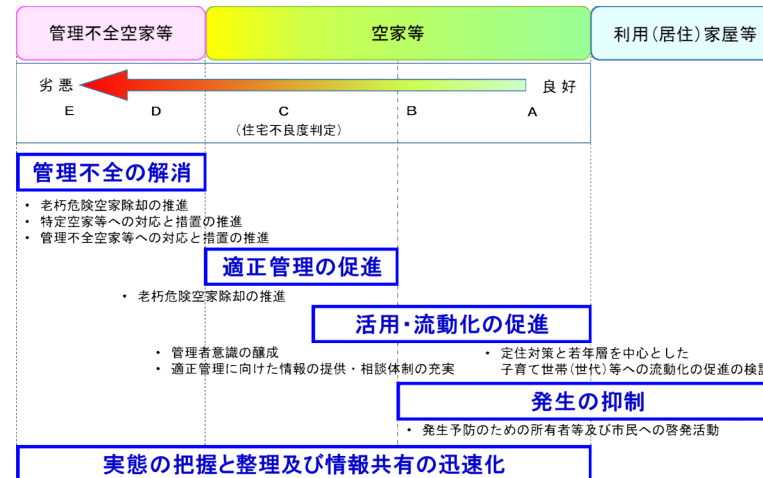 管理不全空家等
空家等
利用(居住)家屋等
劣悪
良好
E
D
C
B
A
(住宅不良度判定)
管理不全の解消
・ 老朽危険空家除却の推進
・ 特定空家等への対応と措置の推進
・ 管理不全空家等への対応と措置の推進
適正管理の促進
・ 老朽危険空家除却の推進
活用・流動化の促進
・ 管理者意識の醸成
・ 適正管理に向けた情報の提供・相談体制の充実
・ 定住対策と若年層を中心とした
子育て世帯(世代)等への流動化の促進の検討
発生の抑制
・ 発生予防のための所有者等及び市民への啓発活動
実態の把握と整理及び情報共有の迅速化